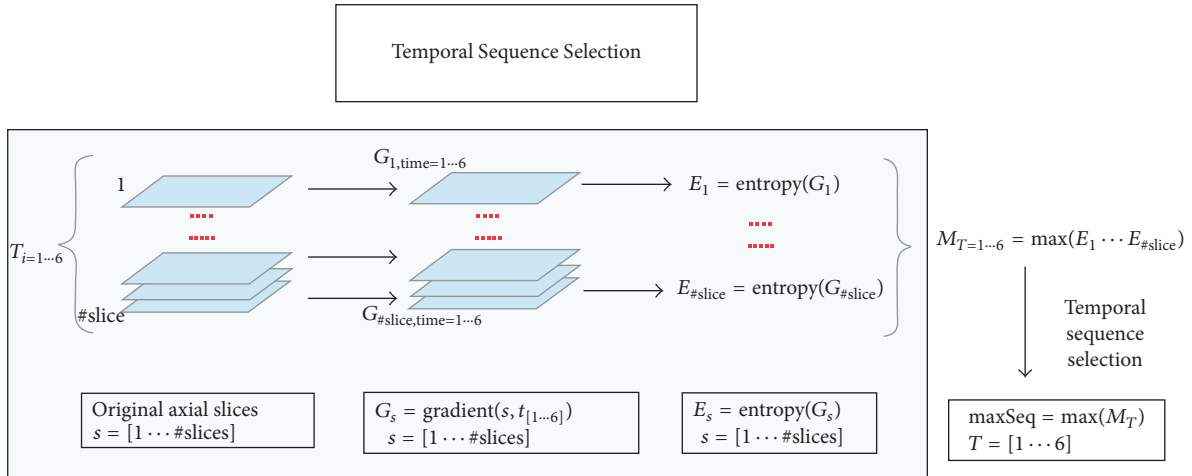 Temporal Sequence Selection
T_{i=1⋯6}
1
#slice
G_{1,time=1⋯6}
G_{#slice,time=1⋯6}
E_1 = entropy(G_1)
E_{#slice} = entropy(G_{#slice})
M_{T=1⋯6} = max(E_1 ⋯ E_{#slice})
Temporal
sequence
selection
Original axial slices
s = [1 ⋯ #slices]
G_s = gradient(s, t_{[1⋯6]})
s = [1 ⋯ #slices]
E_s = entropy(G_s)
s = [1 ⋯ #slices]
maxSeq = max(M_T)
T = [1 ⋯ 6]